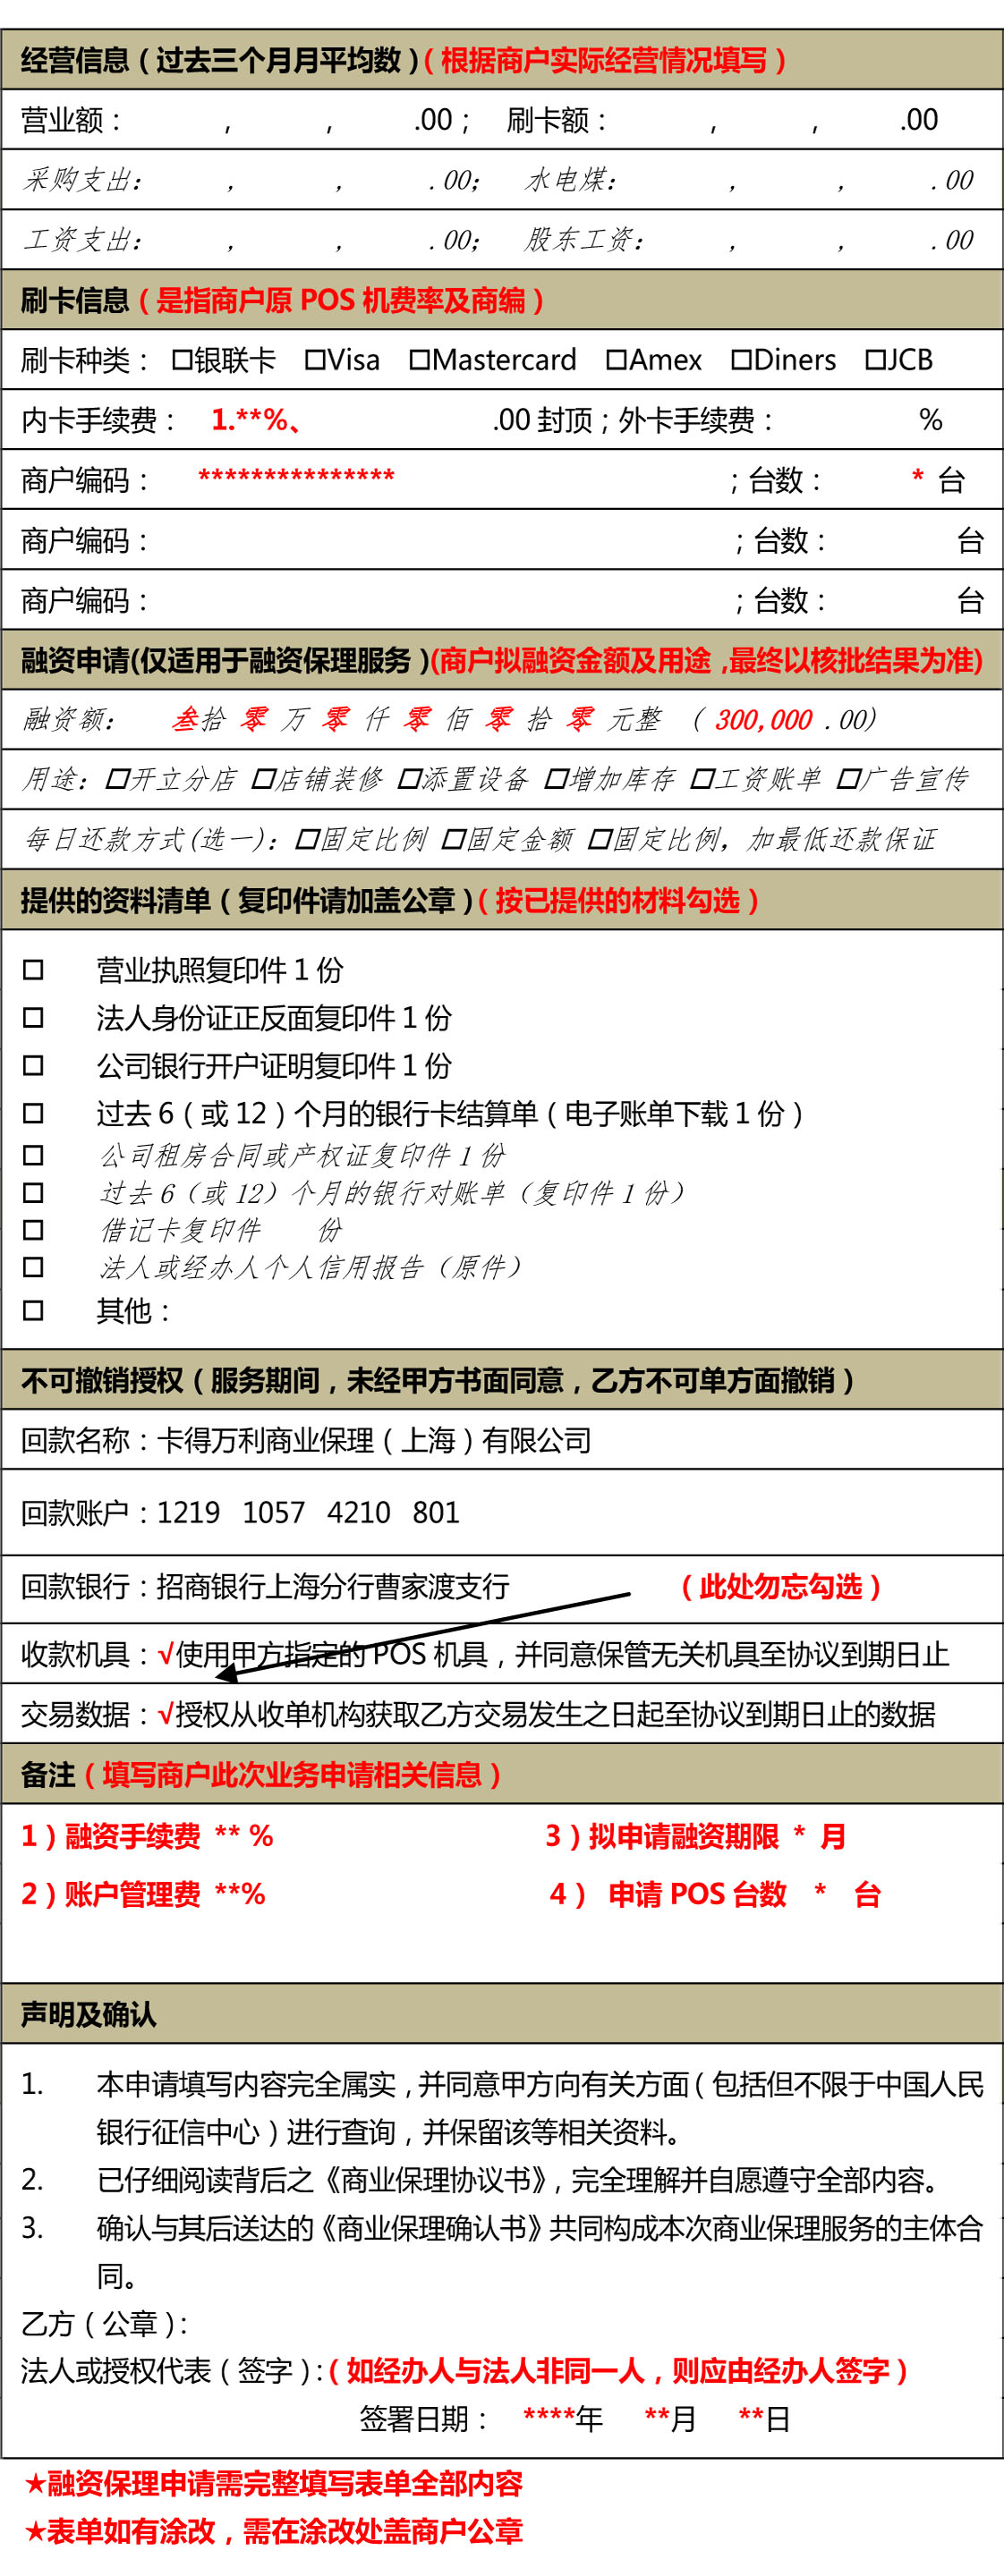 经营信息（过去三个月月平均数）（根据商户实际经营情况填写）
营业额： , , .00； 刷卡额： , , .00
采购支出： , , .00； 水电煤： , , .00
工资支出： , , .00； 股东工资： , , .00
刷卡信息（是指商户原 POS 机费率及商编）
刷卡种类： □银联卡 □Visa □Mastercard □Amex □Diners □JCB
内卡手续费： 1.**%、 .00 封顶；外卡手续费： %
商户编码： *************** ；台数： * 台
商户编码： ；台数： 台
商户编码： ；台数： 台
融资申请(仅适用于融资保理服务）(商户拟融资金额及用途，最终以核批结果为准)
融资额： 叁拾 零 万 零 仟 零 佰 零 拾 零 元整 （ 300,000 .00)
用途：□开立分店 □店铺装修 □添置设备 □增加库存 □工资账单 □广告宣传
每日还款方式(选一)：□固定比例 □固定金额 □固定比例，加最低还款保证
提供的资料清单（复印件请加盖公章）（按已提供的材料勾选）
□ 营业执照复印件 1 份
□ 法人身份证正反面复印件 1 份
□ 公司银行开户证明复印件 1 份
□ 过去 6（或 12）个月的银行卡结算单（电子账单下载 1 份）
□ 公司租房合同或产权证复印件 1 份
□ 过去 6（或 12）个月的银行对账单（复印件 1 份）
□ 借记卡复印件 份
□ 法人或经办人个人信用报告（原件）
□ 其他：
不可撤销授权（服务期间，未经甲方书面同意，乙方不可单方面撤销）
回款名称：卡得万利商业保理（上海）有限公司
回款账户：1219 1057 4210 801
回款银行：招商银行上海分行曹家渡支行 （此处勿忘勾选）
收款机具：√使用甲方指定的 POS 机具，并同意保管无关机具至协议到期日止
交易数据：√授权从收单机构获取乙方交易发生之日起至协议到期日止的数据
备注（填写商户此次业务申请相关信息）
1）融资手续费 ** % 3）拟申请融资期限 * 月
2）账户管理费 **% 4） 申请 POS 台数 * 台
声明及确认
1. 本申请填写内容完全属实，并同意甲方向有关方面（包括但不限于中国人民
银行征信中心）进行查询，并保留该等相关资料。
2. 已仔细阅读背后之《商业保理协议书》，完全理解并自愿遵守全部内容。
3. 确认与其后送达的《商业保理确认书》共同构成本次商业保理服务的主体合
同。
乙方（公章）：
法人或授权代表（签字）：（如经办人与法人非同一人，则应由经办人签字）
签署日期： ****年 **月 **日
★融资保理申请需完整填写表单全部内容
★表单如有涂改，需在涂改处盖商户公章